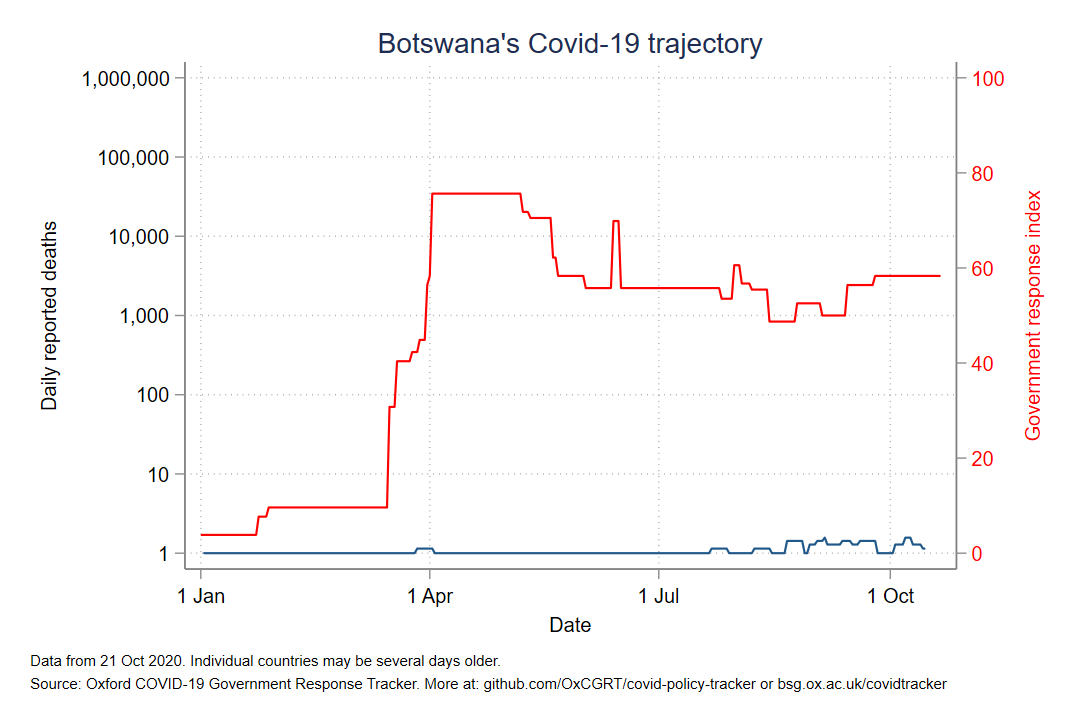 Botswana's Covid-19 trajectory
1,000,000
100,000
10,000
1,000
100
10
1
Daily reported deaths
100
80
60
40
20
0
Government response index
1 Jan
1 Apr
1 Jul
1 Oct
Date
Data from 21 Oct 2020. Individual countries may be several days older.
Source: Oxford COVID-19 Government Response Tracker. More at: github.com/OxCGRT/covid-policy-tracker or bsg.ox.ac.uk/covidtracker